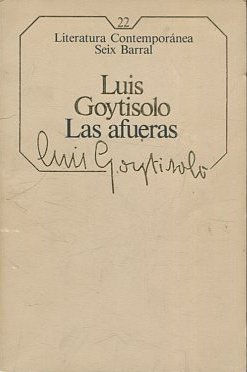 22
Literatura Contemporánea
Seix Barral
Luis
Goytisolo
Las afueras
Luis Goytisolo